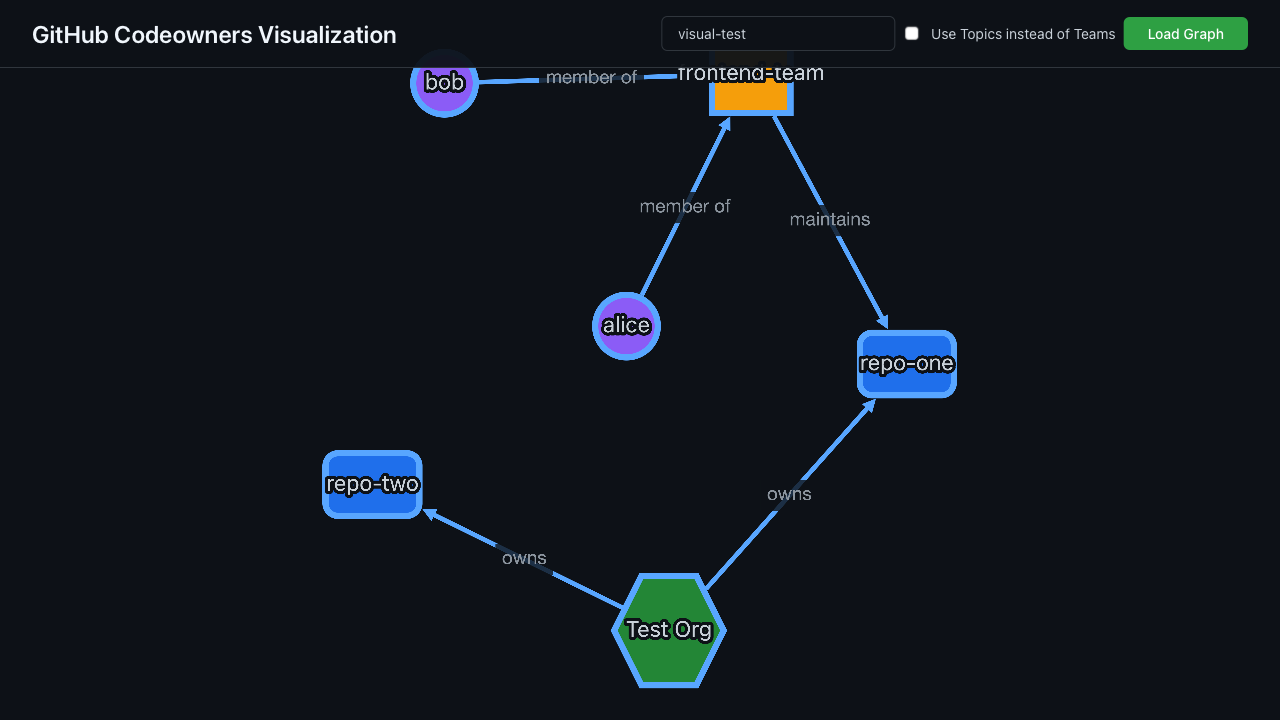 GitHub Codeowners Visualization
visual-test
Use Topics instead of Teams
Load Graph
bob
member of
frontend-team
member of
maintains
alice
repo-one
repo-two
owns
owns
Test Org